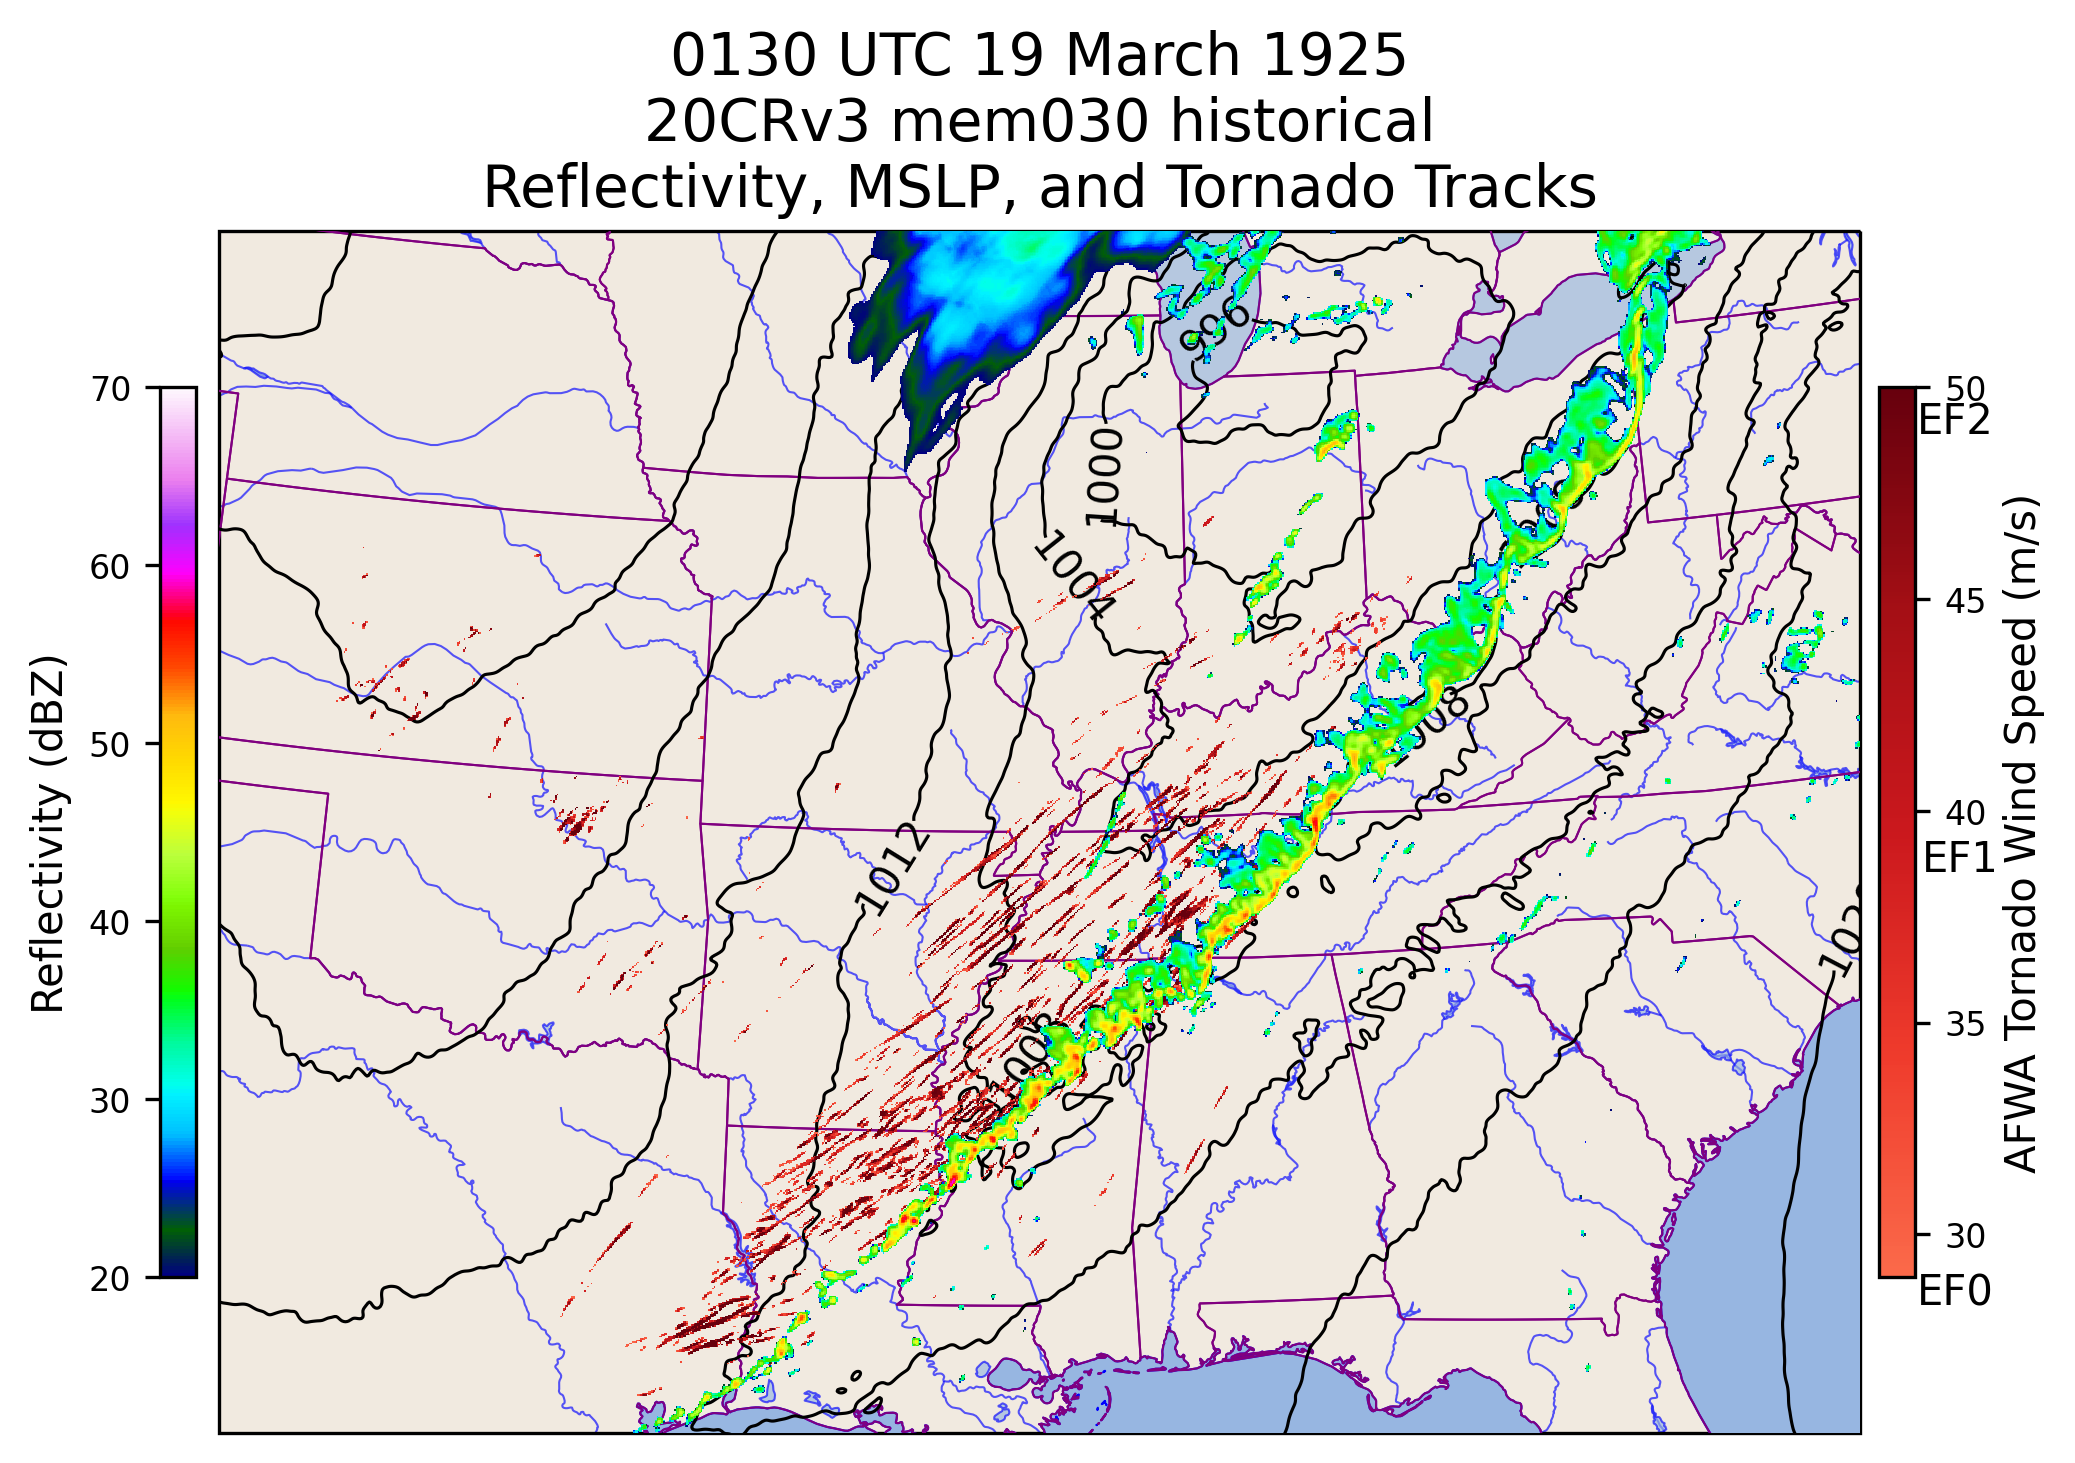 0130 UTC 19 March 1925
20CRv3 mem030 historical
Reflectivity, MSLP, and Tornado Tracks
Reflectivity (dBZ)
70
60
50
40
30
20
996
1000
1004
1012
1008
50
EF2
45
40
EF1
35
30
EF0
AFWA Tornado Wind Speed (m/s)